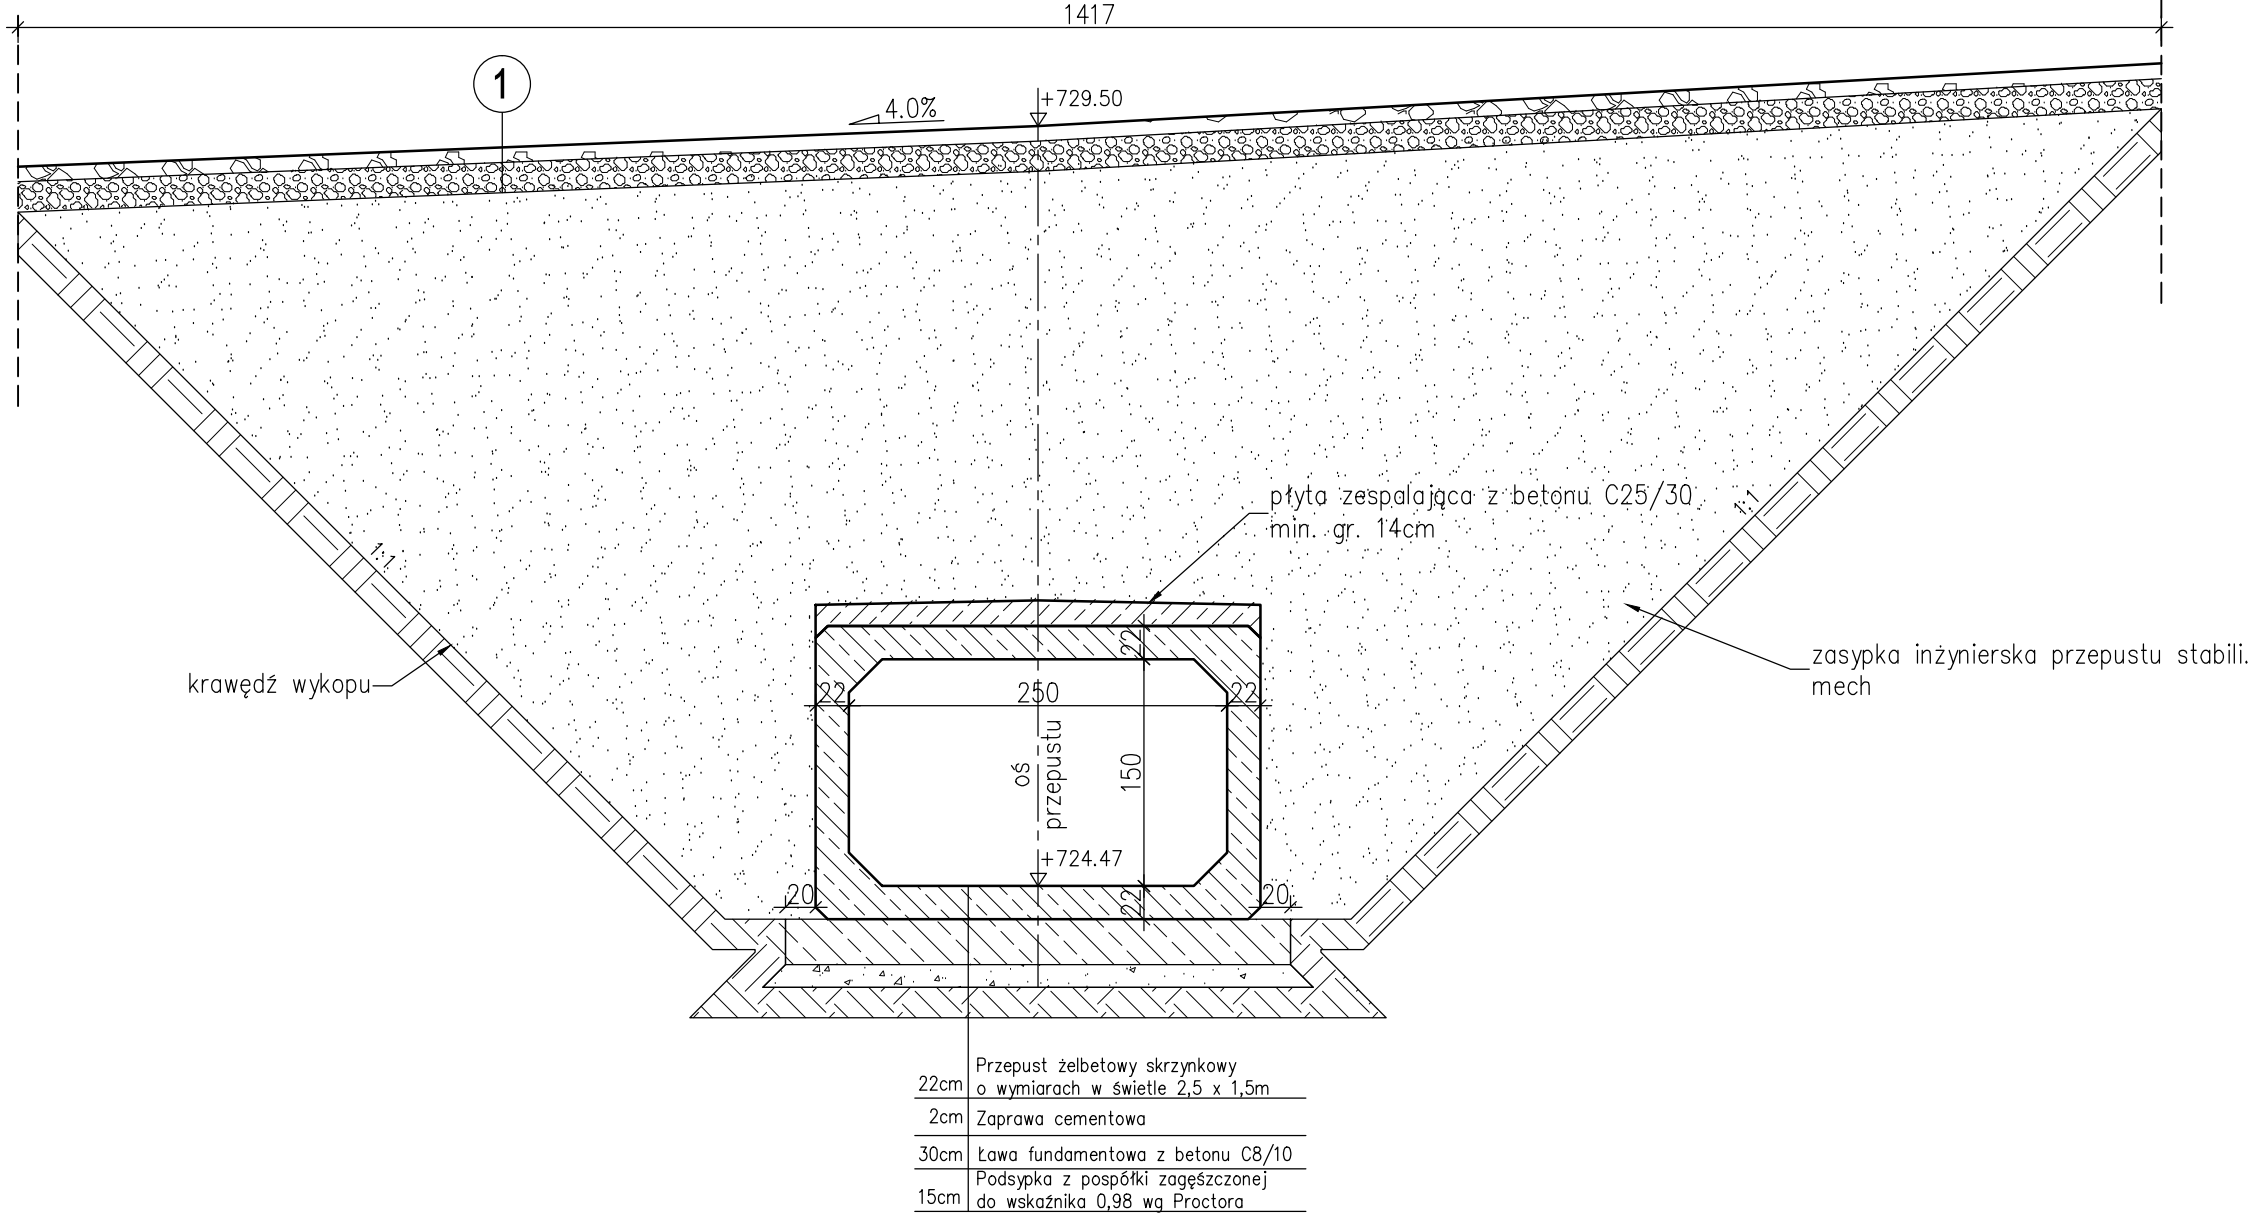 1417
1
4.0%
+729.50
płyta zespalająca z betonu C25/30
min. gr. 14cm
1:1
1:1
krawędź wykopu
zasypka inżynierska przepustu stabili.
mech
22
22
250
22
oś
przepustu
150
+724.47
20
22
20
22cm Przepust żelbetowy skrzynkowy
o wymiarach w świetle 2,5 x 1,5m
2cm Zaprawa cementowa
30cm Ława fundamentowa z betonu C8/10
15cm Podsypka z pospółki zagęszczonej
do wskaźnika 0,98 wg Proctora